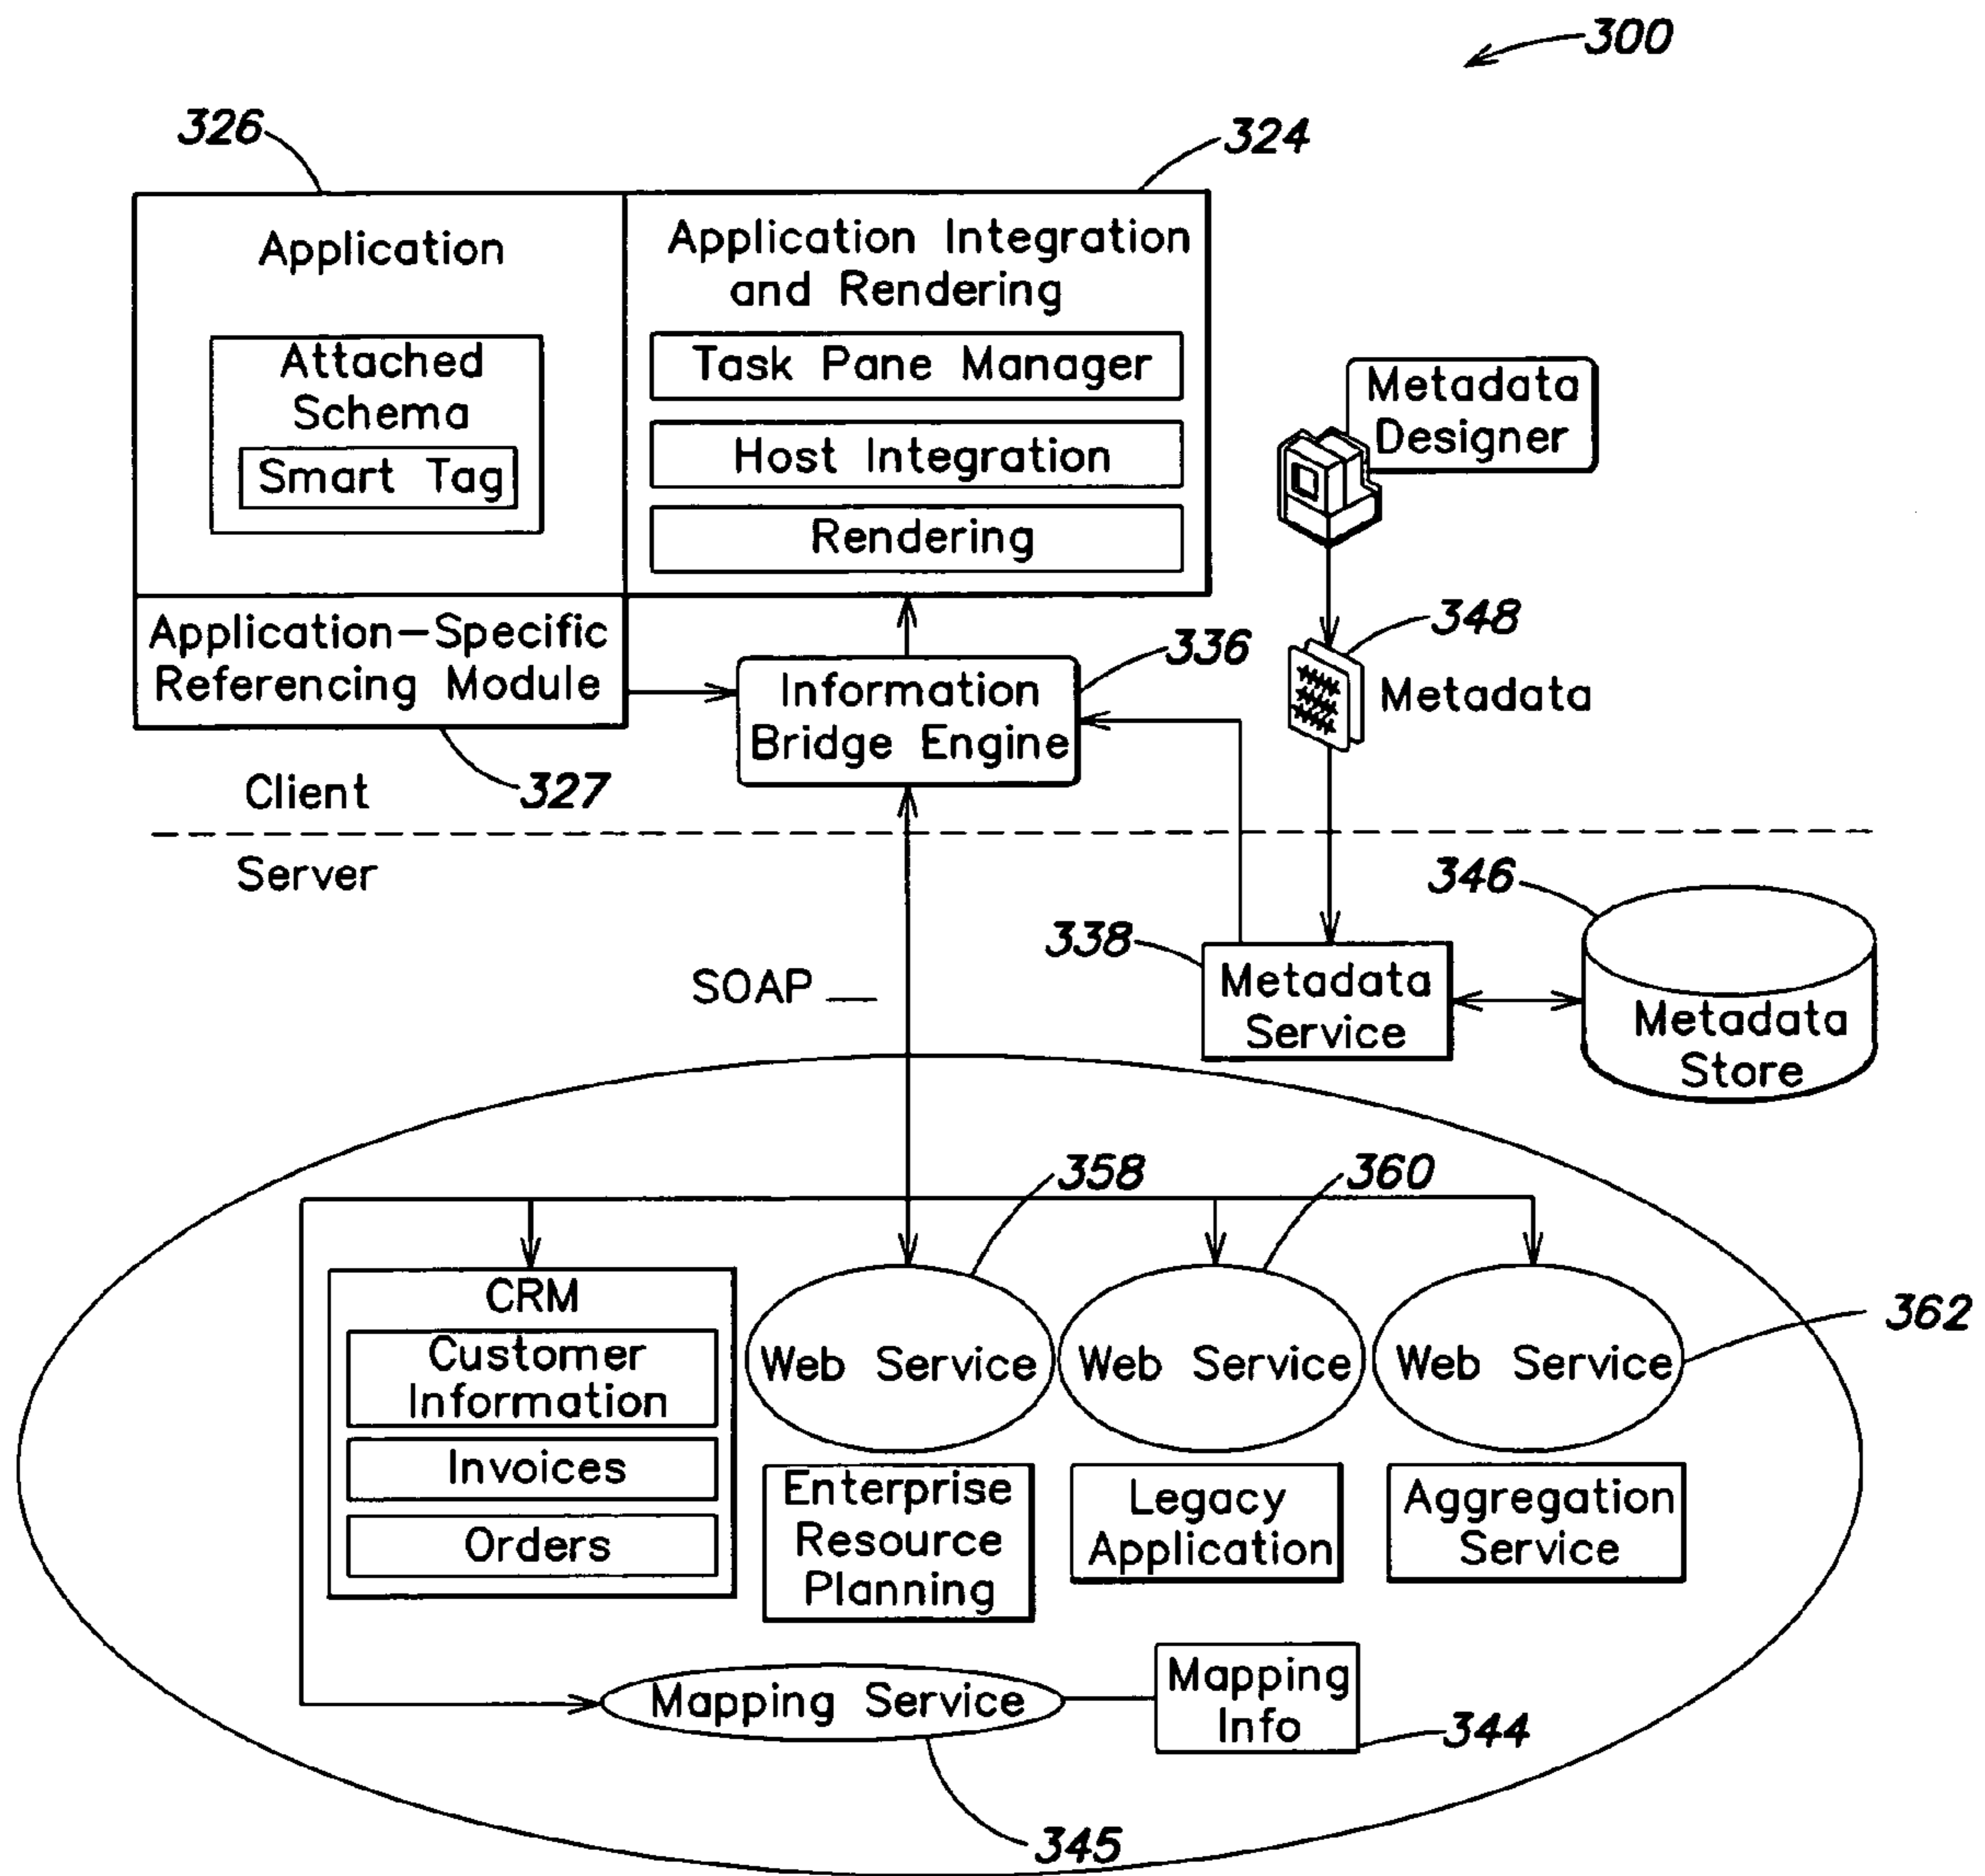 300
326
324
Application
Application Integration
and Rendering
Attached
Schema
Smart Tag
Task Pane Manager
Host Integration
Rendering
Metadata
Designer
Application-Specific
Referencing Module
327
Information
Bridge Engine
336
348
Metadata
Client
Server
346
338
SOAP
Metadata
Service
Metadata
Store
358
360
362
CRM
Customer
Information
Invoices
Orders
Web Service
Web Service
Web Service
Enterprise
Resource
Planning
Legacy
Application
Aggregation
Service
Mapping Service
Mapping
Info
344
345